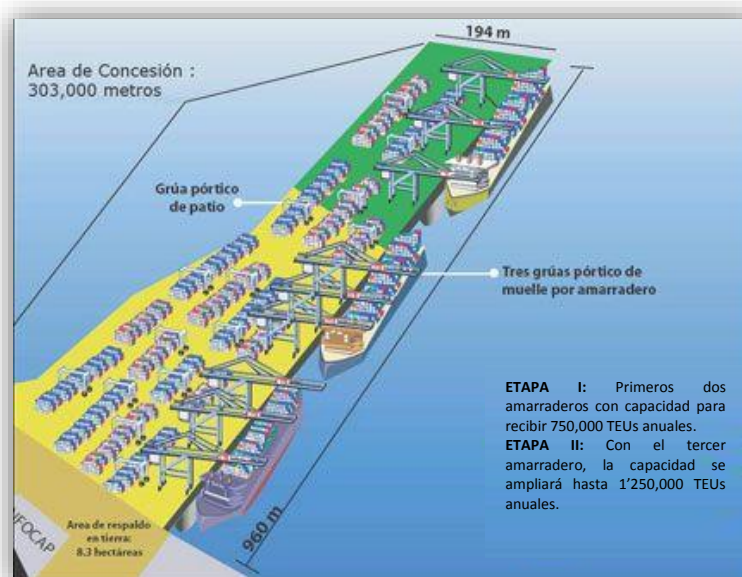 194 m
Area de Concesión :
303,000 metros
Grúa pórtico
de patio
Tres grúas pórtico de
muelle por amarradero
ETAPA I: Primeros dos
amarraderos con capacidad para
recibir 750,000 TEUs anuales.
ETAPA II: Con el tercer
amarradero, la capacidad se
ampliará hasta 1'250,000 TEUs
anuales.
960 m
Area de respaldo
en tierra:
8.3 hectáreas